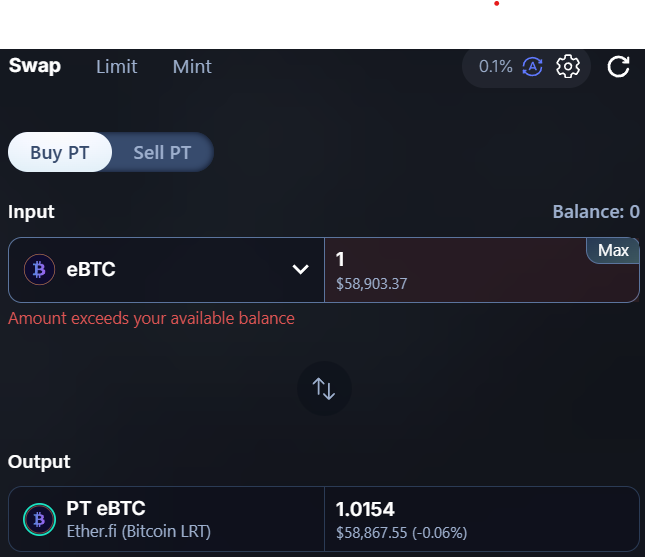 Swap Limit Mint 0.1% A
Buy PT Sell PT
Input Balance: 0
eBTC 1 Max
$58,903.37
Amount exceeds your available balance
Output
PT eBTC 1.0154
Ether.fi (Bitcoin LRT) $58,867.55 (-0.06%)